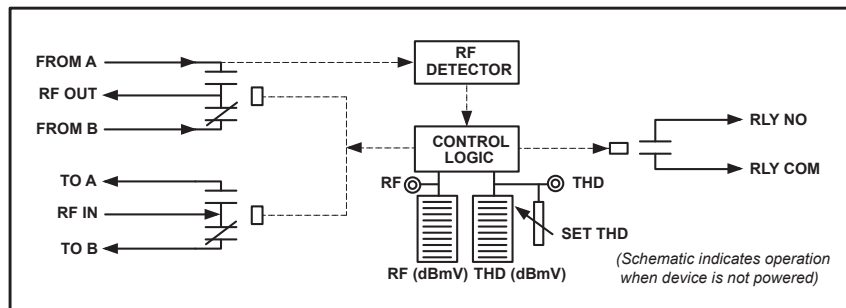 FROM A
RF OUT
FROM B
TO A
RF IN
TO B
RF
DETECTOR
CONTROL
LOGIC
RF
THD
SET THD
RF (dBmV)
THD (dBmV)
RLY NO
RLY COM
(Schematic indicates operation
when device is not powered)